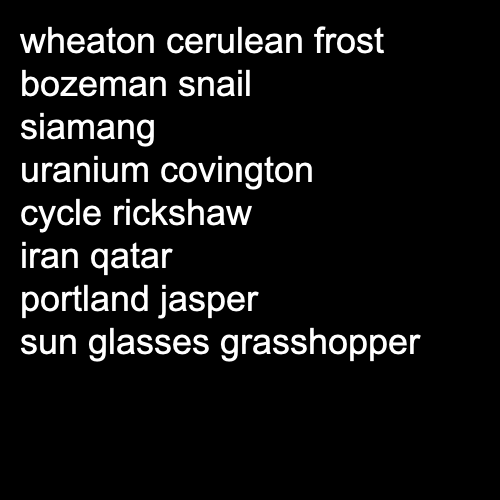 wheaton cerulean frost
bozeman snail
siamang
uranium covington
cycle rickshaw
iran qatar
portland jasper
sun glasses grasshopper